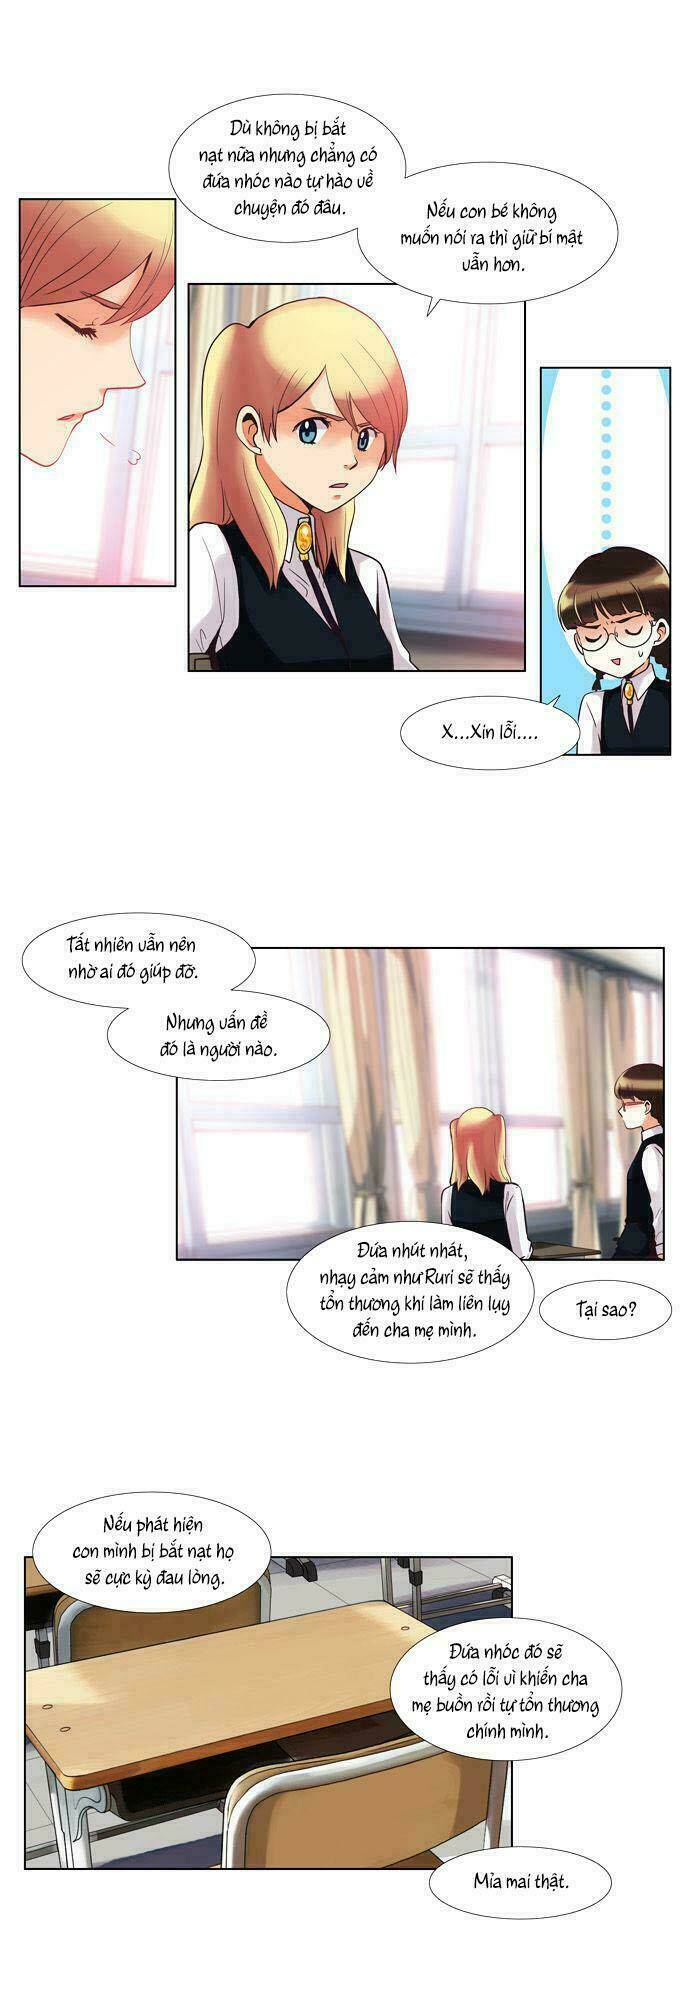 Dù không bị bắt
nạt nữa nhưng chẳng có
đứa nhóc nào tự hào về
chuyện đó đâu.
Nếu con bé không
muốn nói ra thì giữ bí mật
vẫn hơn.
X...Xin lỗi....
Tất nhiên vẫn nên
nhờ ai đó giúp đỡ.
Nhưng vấn đề
đó là người nào.
Đứa nhút nhát,
nhạy cảm như Ruri sẽ thấy
tổn thương khi làm liên lụy
đến cha mẹ mình.
Tại sao?
Nếu phát hiện
con mình bị bắt nạt họ
sẽ cực kỳ đau lòng.
Đứa nhóc đó sẽ
thấy có lỗi vì khiến cha
mẹ buồn rồi tự tổn thương
chính mình.
Mỉa mai thật.